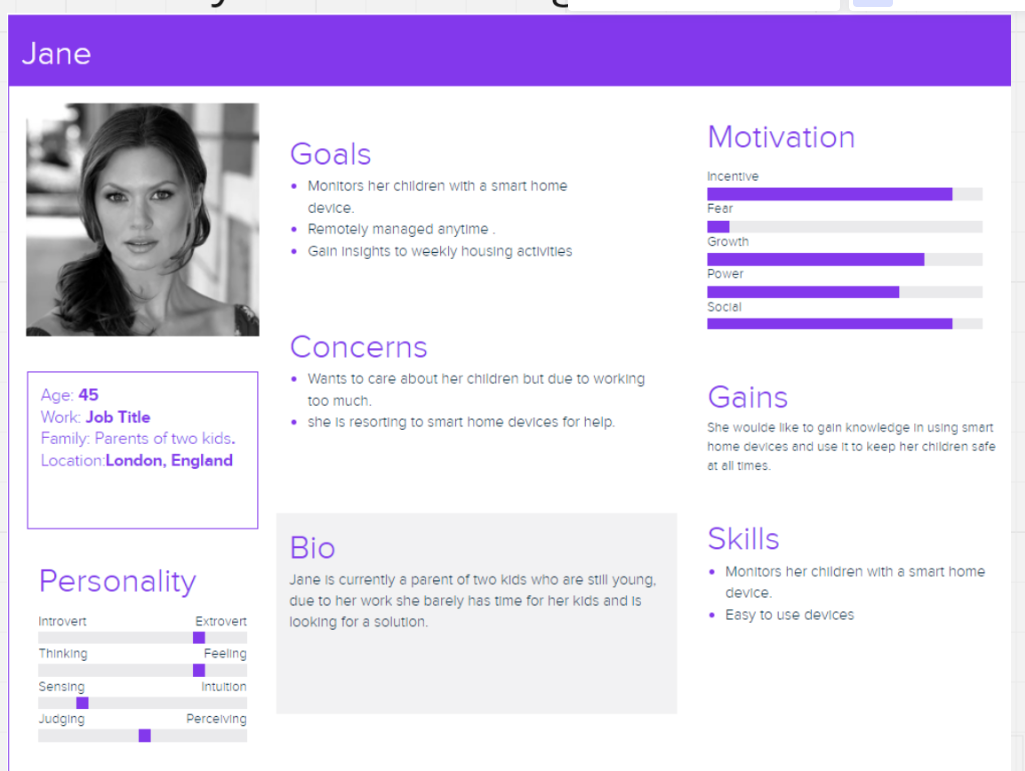 Jane
Age: 45
Work: Job Title
Family: Parents of two kids.
Location:London, England
Personality
Introvert Extrovert
Thinking Feeling
Sensing Intuition
Judging Perceiving
Goals
Monitors her children with a smart home
device.
Remotely managed anytime .
Gain insights to weekly housing activities
Concerns
Wants to care about her children but due to working
too much.
she is resorting to smart home devices for help.
Bio
Jane is currently a parent of two kids who are still young,
due to her work she barely has time for her kids and is
looking for a solution.
Motivation
Incentive
Fear
Growth
Power
Social
Gains
She woulde like to gain knowledge in using smart
home devices and use it to keep her children safe
at all times.
Skills
Monitors her children with a smart home
device.
Easy to use devices